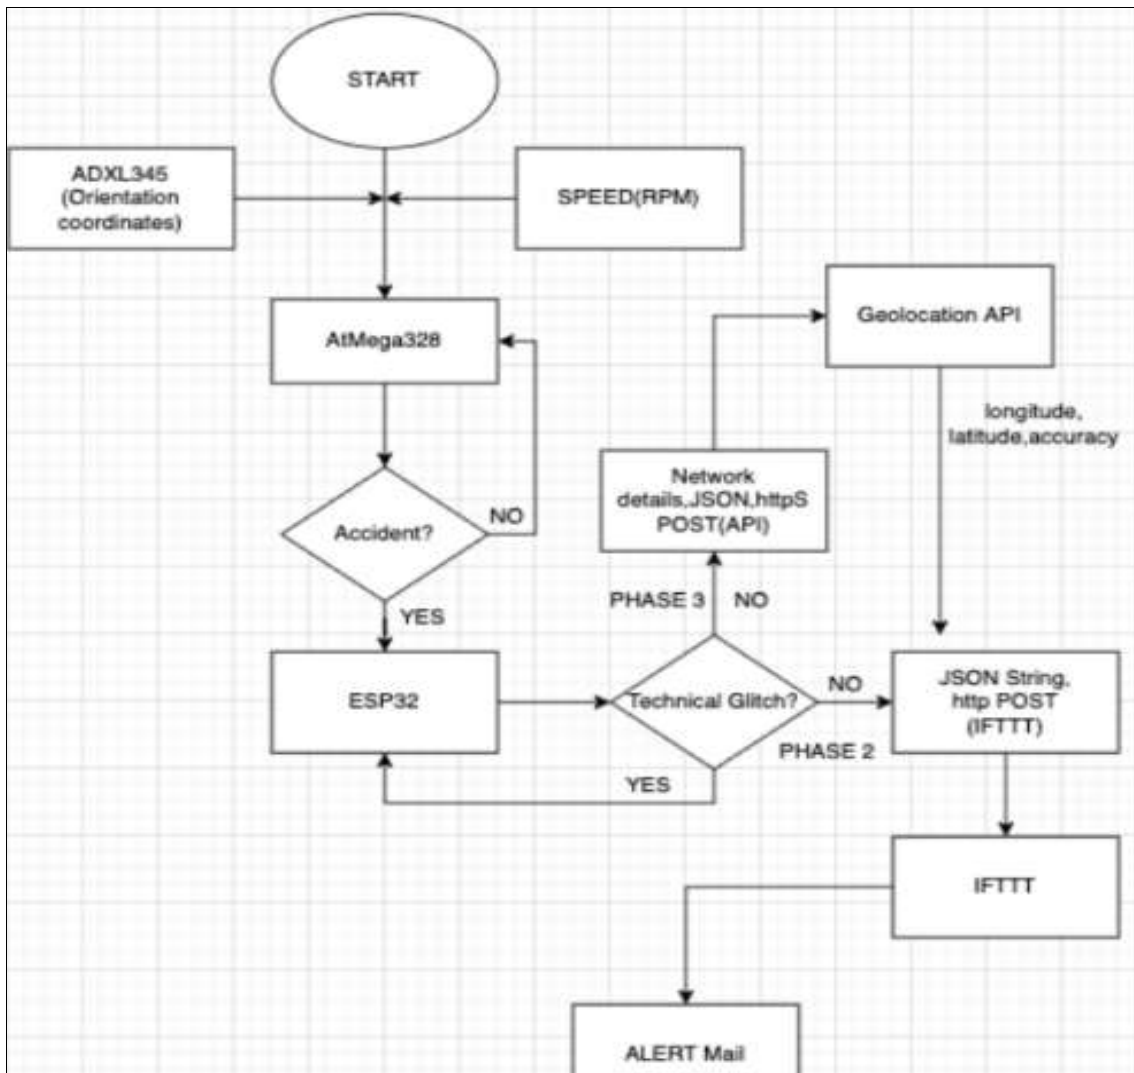 START
ADXL345
(Orientation
coordinates)
SPEED(RPM)
Geolocation API
AtMega328
longitude,
latitude,accuracy
Network
details,JSON,httpS
POST(API)
Accident?
NO
PHASE 3
NO
YES
ESP32
Technical Glitch?
NO
JSON String,
http POST
(IFTTT)
PHASE 2
YES
IFTTT
ALERT Mail